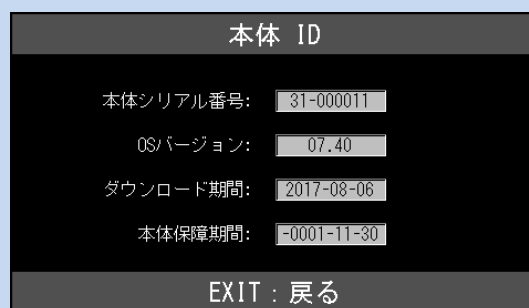 本体 ID
本体シリアル番号: 31-000011
OSバージョン: 07.40
ダウンロード期間: 2017-08-06
本体保障期間: -0001-11-30
EXIT : 戻る